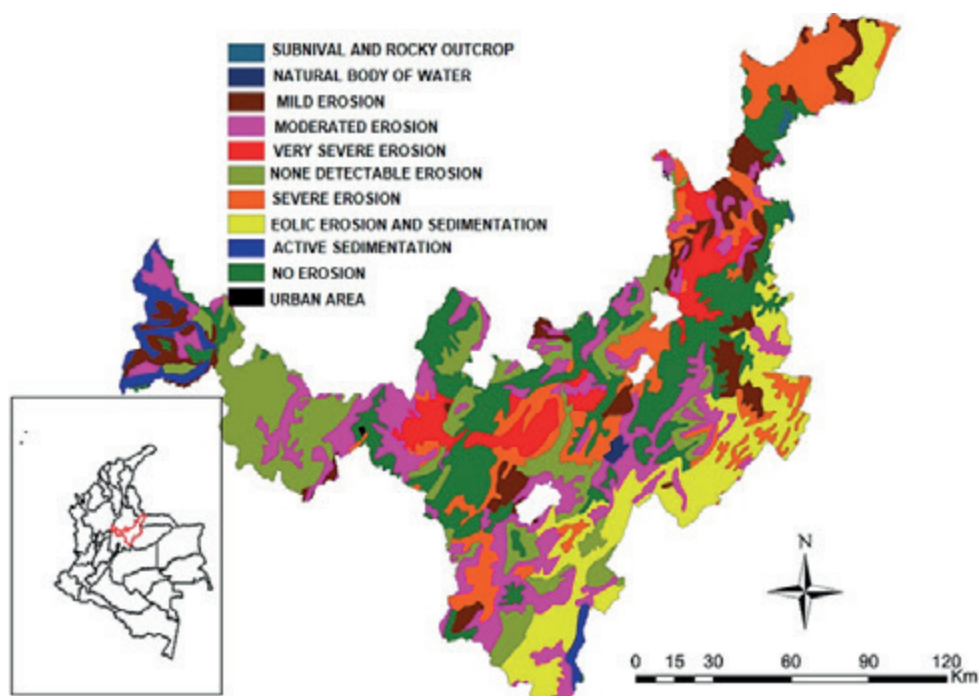 SUBNIVAL AND ROCKY OUTCROP
NATURAL BODY OF WATER
MILD EROSION
MODERATED EROSION
VERY SEVERE EROSION
NONE DETECTABLE EROSION
SEVERE EROSION
EOLIC EROSION AND SEDIMENTATION
ACTIVE SEDIMENTATION
NO EROSION
URBAN AREA
N
0 15 30 60 90 120
Km